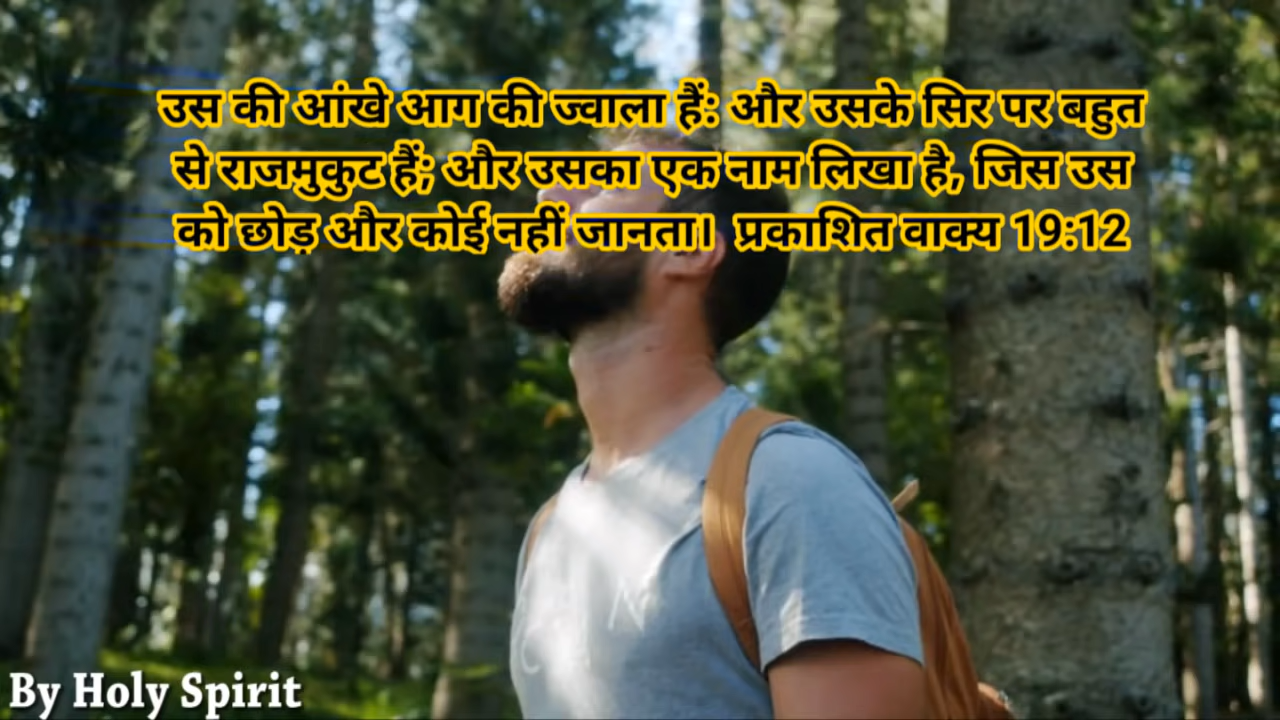 उस की आंखे आग की ज्वाला हैं: और उसके सिर पर बहुत
से राजमुकुट हैं; और उसका एक नाम लिखा है, जिस उस
को छोड़ और कोई नहीं जानता। प्रकाशित वाक्य 19:12
By Holy Spirit